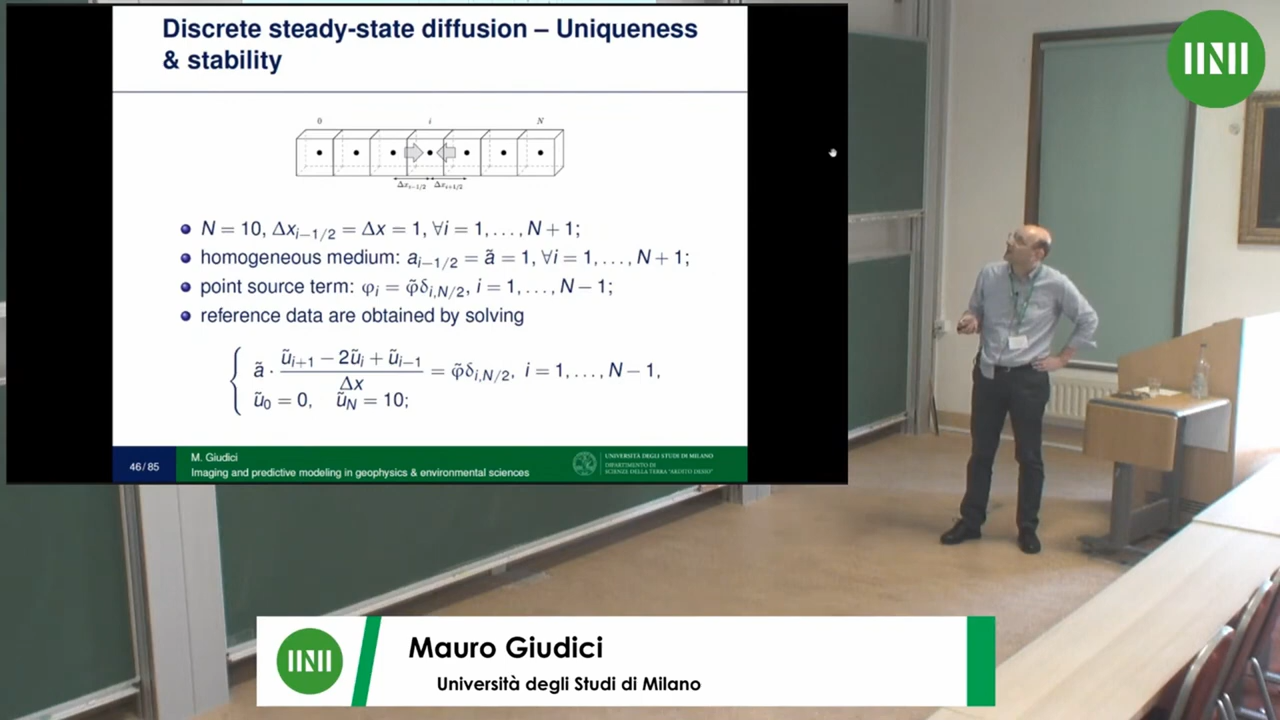 Discrete steady-state diffusion – Uniqueness
& stability
0 i N
Δx_{i−1/2} Δx_{i+1/2}
N = 10, Δx_{i−1/2} = Δx = 1, ∀i = 1, . . . , N + 1;
homogeneous medium: a_{i−1/2} = ã = 1, ∀i = 1, . . . , N + 1;
point source term: φ_i = φ̃δ_{i,N/2}, i = 1, . . . , N − 1;
reference data are obtained by solving
ã · (ũ_{i+1} − 2ũ_i + ũ_{i−1}) / Δx = φ̃δ_{i,N/2}, i = 1, . . . , N − 1,
ũ_0 = 0, ũ_N = 10;
46 / 85
M. Giudici
Imaging and predictive modeling in geophysics & environmental sciences
UNIVERSITÀ DEGLI STUDI DI MILANO
DIPARTIMENTO DI
SCIENZE DELLA TERRA "ARDITO DESIO"
Mauro Giudici
Università degli Studi di Milano